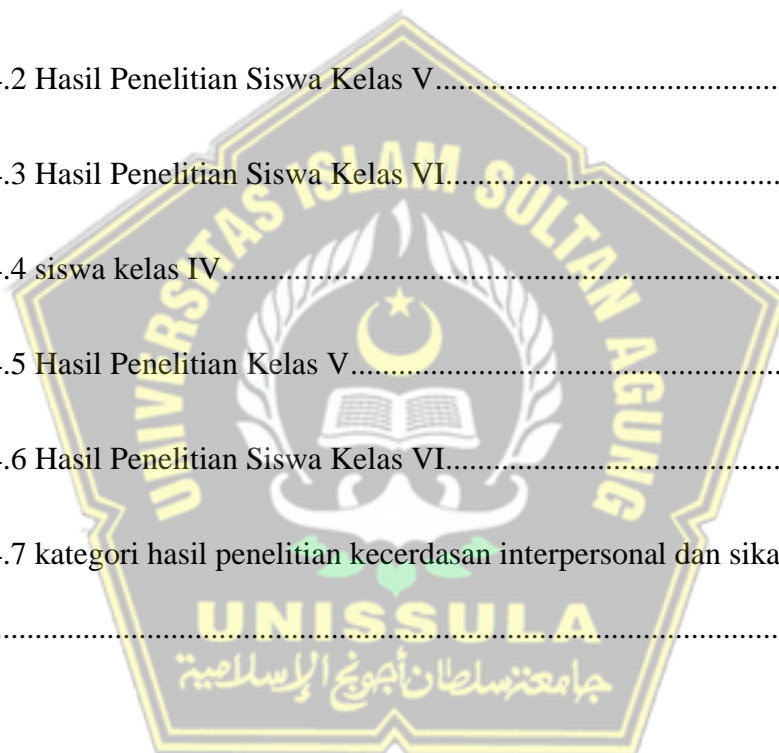 .2 Hasil Penelitian Siswa Kelas V....................................................
.3 Hasil Penelitian Siswa Kelas VI...................................................
.4 siswa kelas IV...............................................................................
.5 Hasil Penelitian Kelas V...............................................................
.6 Hasil Penelitian Siswa Kelas VI...................................................
.7 kategori hasil penelitian kecerdasan interpersonal dan sika
....................................................................................................
UNIVERSITAS ISLAM SULTAN AGUNG
UNISSULA
جامعة سلطان أجونج الإسلامية